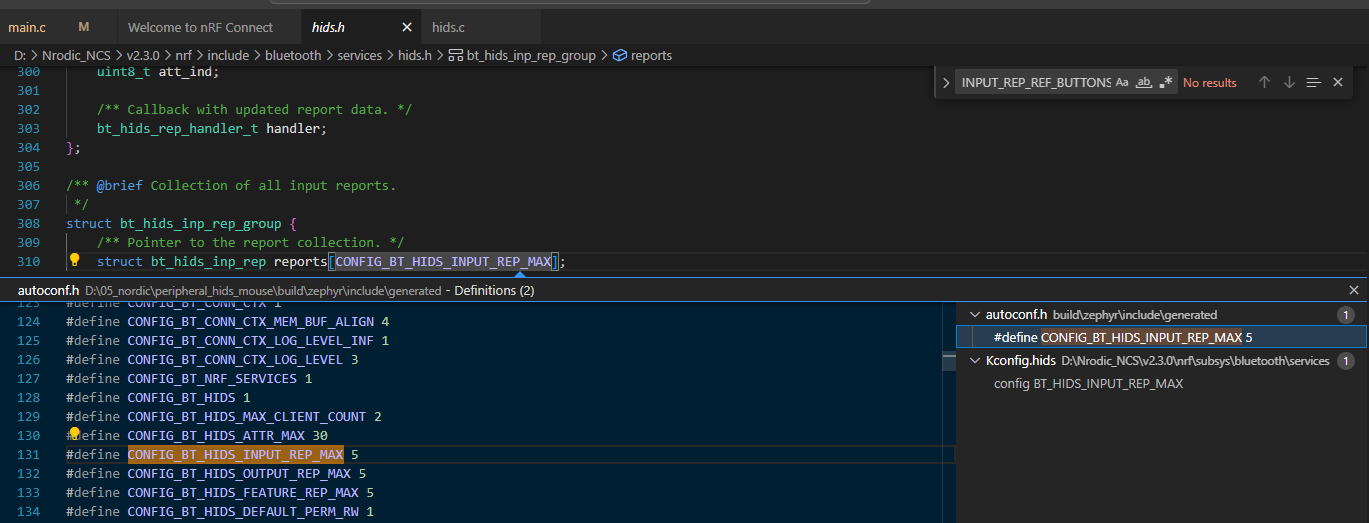 main.c M Welcome to nRF Connect hids.h × hids.c
D: > Nrodic_NCS > v2.3.0 > nrf > include > bluetooth > services > hids.h > bt_hids_inp_rep_group > reports
300 uint8_t att_ind;
INPUT_REP_REF_BUTTONS Aa ab .* No results
301
302 /** Callback with updated report data. */
303 bt_hids_rep_handler_t handler;
304 };
305
306 /** @brief Collection of all input reports.
307 */
308 struct bt_hids_inp_rep_group {
309 /** Pointer to the report collection. */
310 struct bt_hids_inp_rep reports[CONFIG_BT_HIDS_INPUT_REP_MAX];
autoconf.h D:\05_nordic\peripheral_hids_mouse\build\zephyr\include\generated - Definitions (2)
123 #define CONFIG_BT_CONN_CTX 1
124 #define CONFIG_BT_CONN_CTX_MEM_BUF_ALIGN 4
125 #define CONFIG_BT_CONN_CTX_LOG_LEVEL_INF 1
126 #define CONFIG_BT_CONN_CTX_LOG_LEVEL 3
127 #define CONFIG_BT_NRF_SERVICES 1
128 #define CONFIG_BT_HIDS 1
129 #define CONFIG_BT_HIDS_MAX_CLIENT_COUNT 2
130 #define CONFIG_BT_HIDS_ATTR_MAX 30
131 #define CONFIG_BT_HIDS_INPUT_REP_MAX 5
132 #define CONFIG_BT_HIDS_OUTPUT_REP_MAX 5
133 #define CONFIG_BT_HIDS_FEATURE_REP_MAX 5
134 #define CONFIG_BT_HIDS_DEFAULT_PERM_RW 1
autoconf.h build\zephyr\include\generated 1
#define CONFIG_BT_HIDS_INPUT_REP_MAX 5
Kconfig.hids D:\Nrodic_NCS\v2.3.0\nrf\subsys\bluetooth\services 1
config BT_HIDS_INPUT_REP_MAX